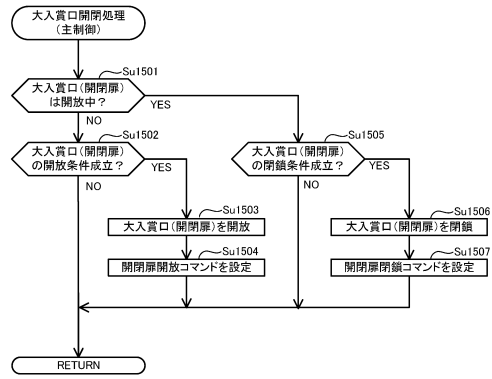 大入賞口開閉処理
(主制御)
Su1501
大入賞口(開閉扉)
は開放中?
YES
NO
Su1502
大入賞口(開閉扉)
の開放条件成立?
YES
NO
Su1505
大入賞口(開閉扉)
の閉鎖条件成立?
YES
NO
Su1503
大入賞口(開閉扉)を開放
Su1504
開閉扉開放コマンドを設定
Su1506
大入賞口(開閉扉)を閉鎖
Su1507
開閉扉閉鎖コマンドを設定
RETURN